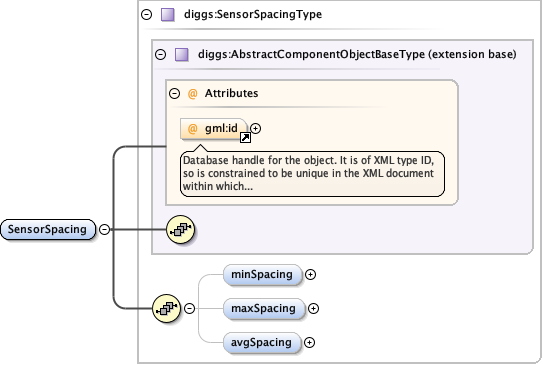 diggs:SensorSpacingType
diggs:AbstractComponentObjectBaseType (extension base)
@ Attributes
@ gml:id
Database handle for the object. It is of XML type ID,
so is constrained to be unique in the XML document
within which...
SensorSpacing
minSpacing
maxSpacing
avgSpacing